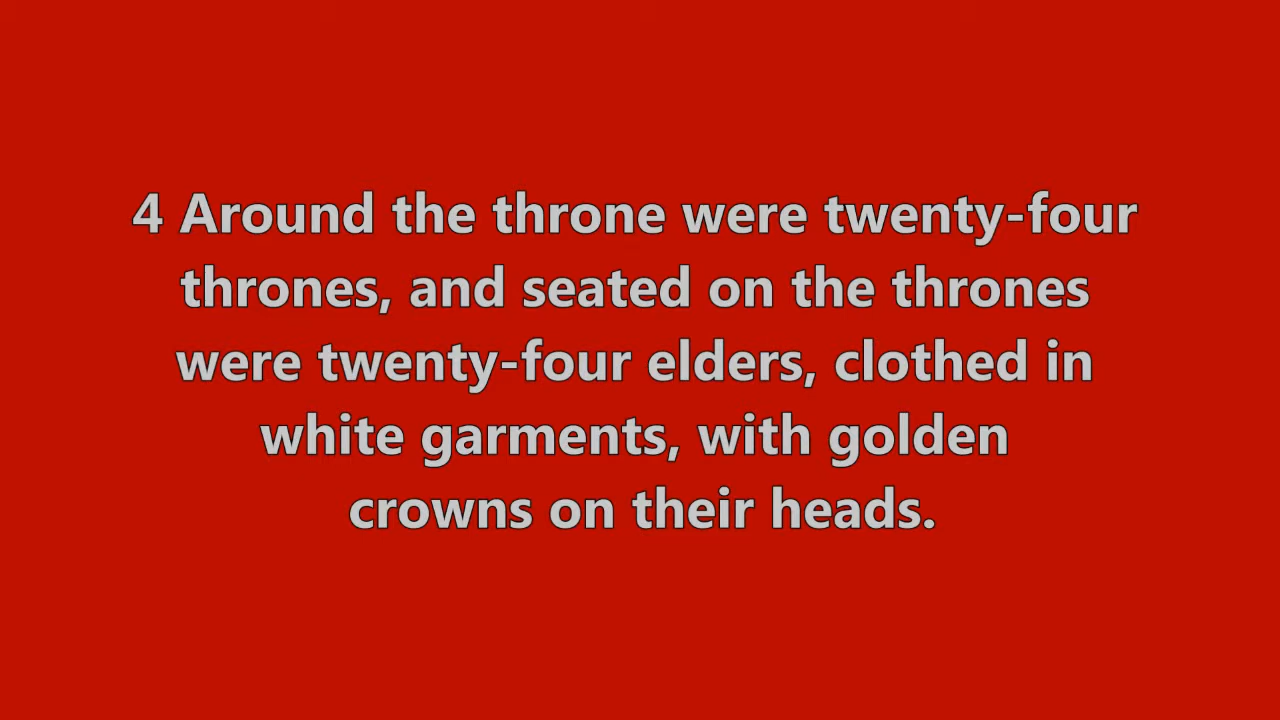 4 Around the throne were twenty-four
thrones, and seated on the thrones
were twenty-four elders, clothed in
white garments, with golden
crowns on their heads.